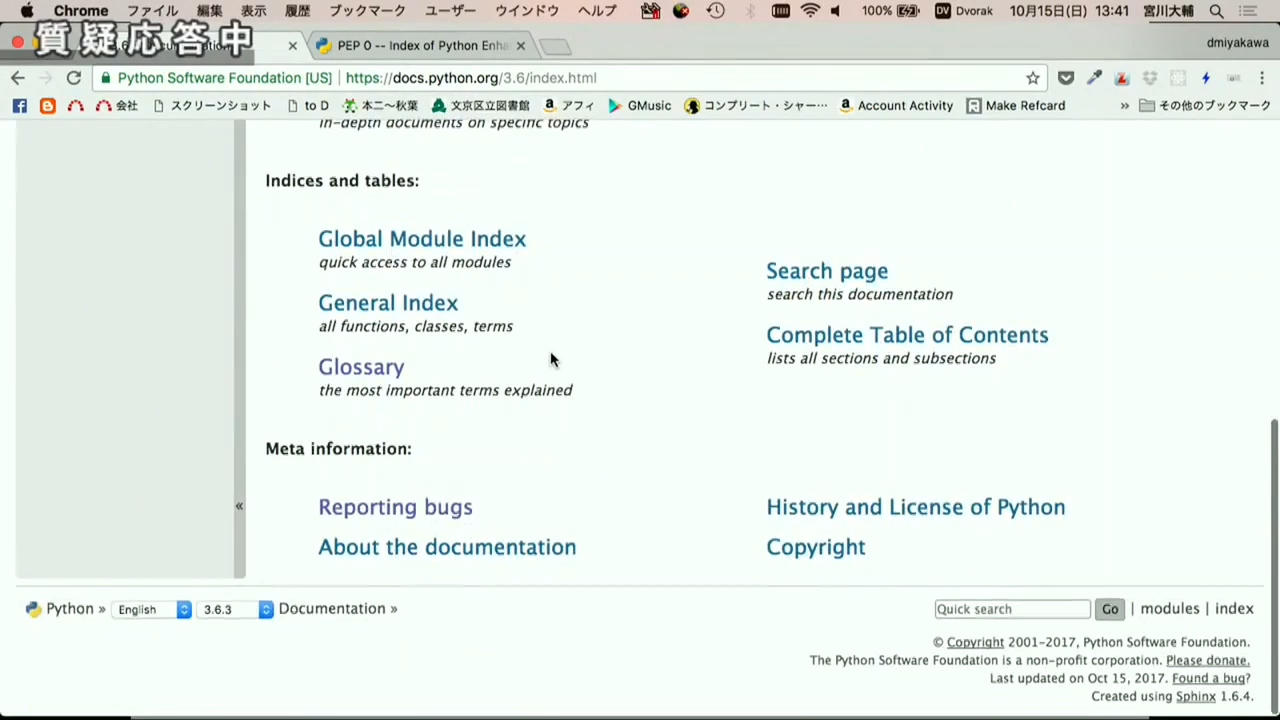 Chrome ファイル 編集 表示 履歴 ブックマーク ユーザー ウインドウ ヘルプ 100% DV Dvorak 10月15日(日) 13:41 宮川大輔
質疑応答中
PEP 0 -- Index of Python Enha
dmiyakawa
Python Software Foundation [US] | https://docs.python.org/3.6/index.html
会社 スクリーンショット to D 本二〜秋葉 文京区立図書館 アフィ GMusic コンプリート・シャー… Account Activity Make Refcard » その他のブックマーク
in-depth documents on specific topics
Indices and tables:
Global Module Index
quick access to all modules
General Index
all functions, classes, terms
Glossary
the most important terms explained
Search page
search this documentation
Complete Table of Contents
lists all sections and subsections
Meta information:
Reporting bugs
About the documentation
History and License of Python
Copyright
«
Python » English 3.6.3 Documentation » Quick search Go | modules | index
© Copyright 2001-2017, Python Software Foundation.
The Python Software Foundation is a non-profit corporation. Please donate.
Last updated on Oct 15, 2017. Found a bug?
Created using Sphinx 1.6.4.